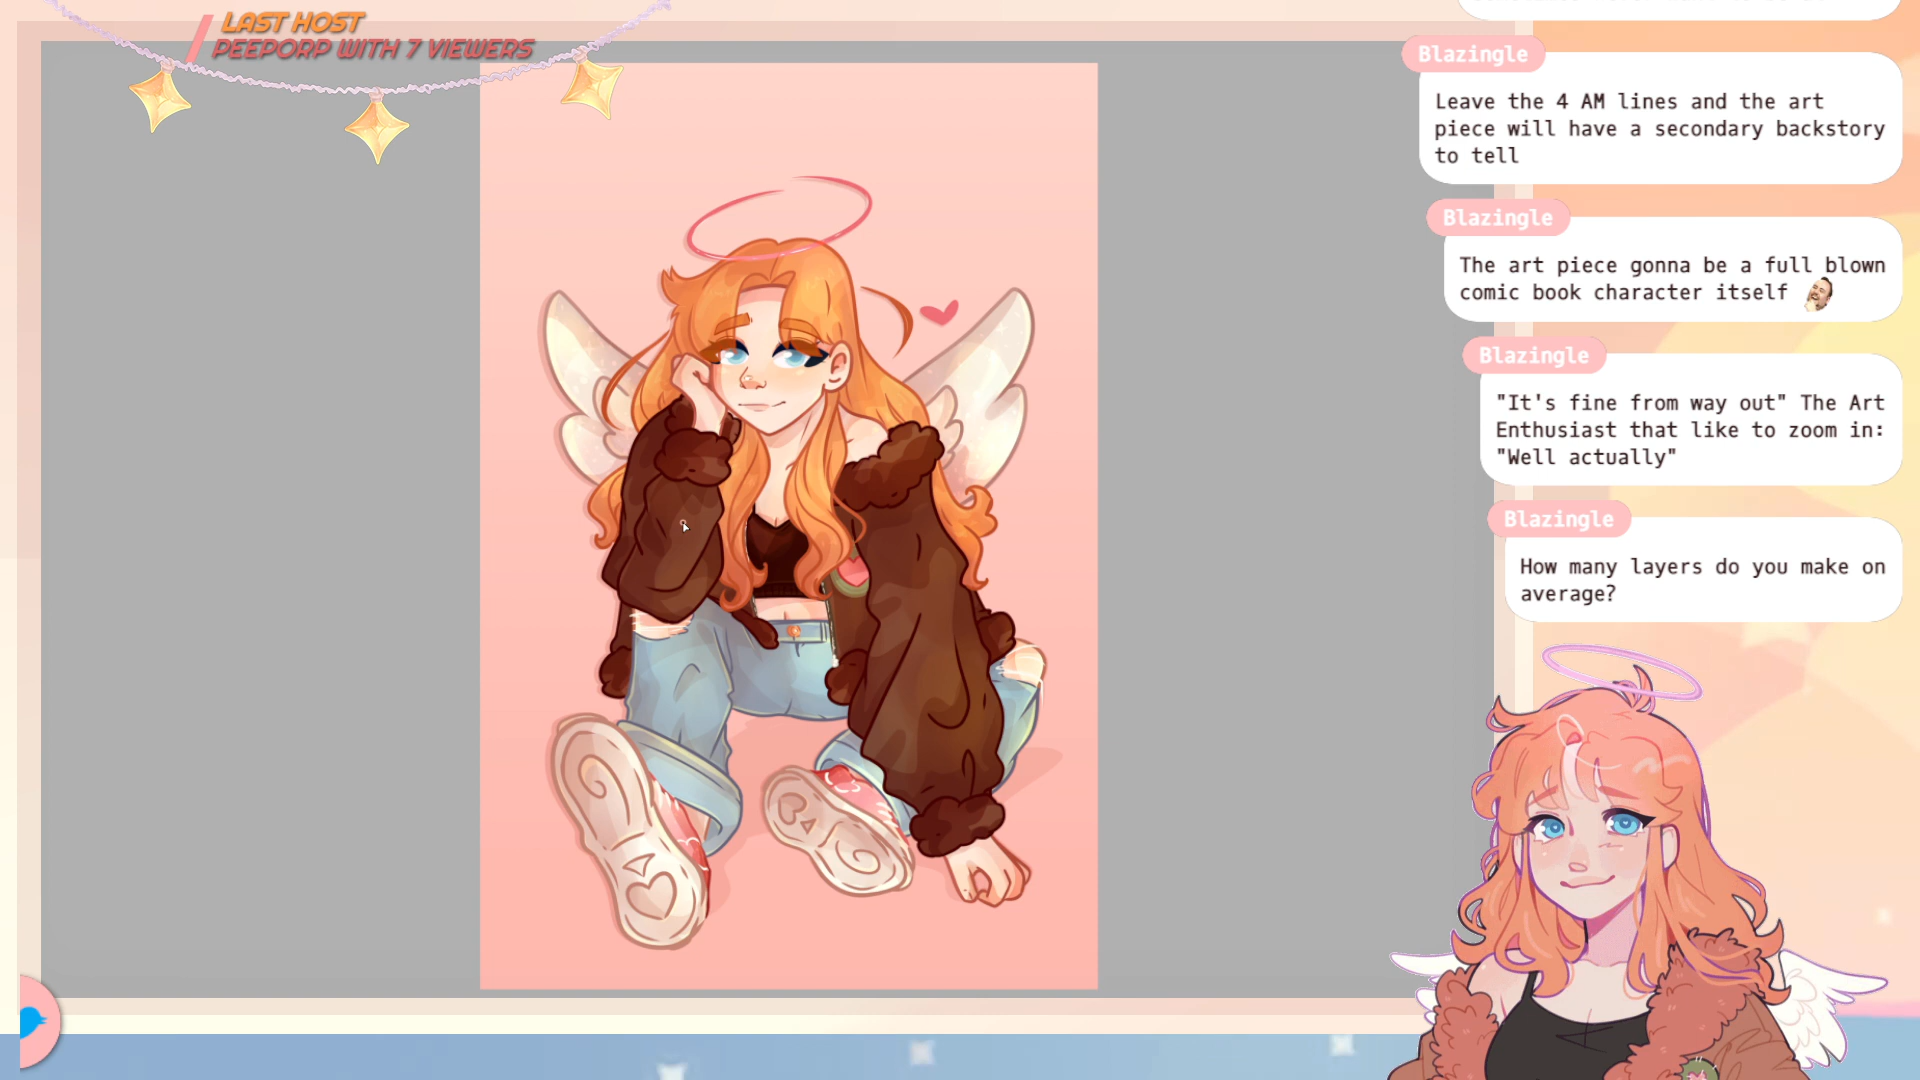 LAST HOST
PEEPORP WITH 7 VIEWERS
Blazingle
Leave the 4 AM lines and the art
piece will have a secondary backstory
to tell
Blazingle
The art piece gonna be a full blown
comic book character itself
Blazingle
"It's fine from way out" The Art
Enthusiast that like to zoom in:
"Well actually"
Blazingle
How many layers do you make on
average?